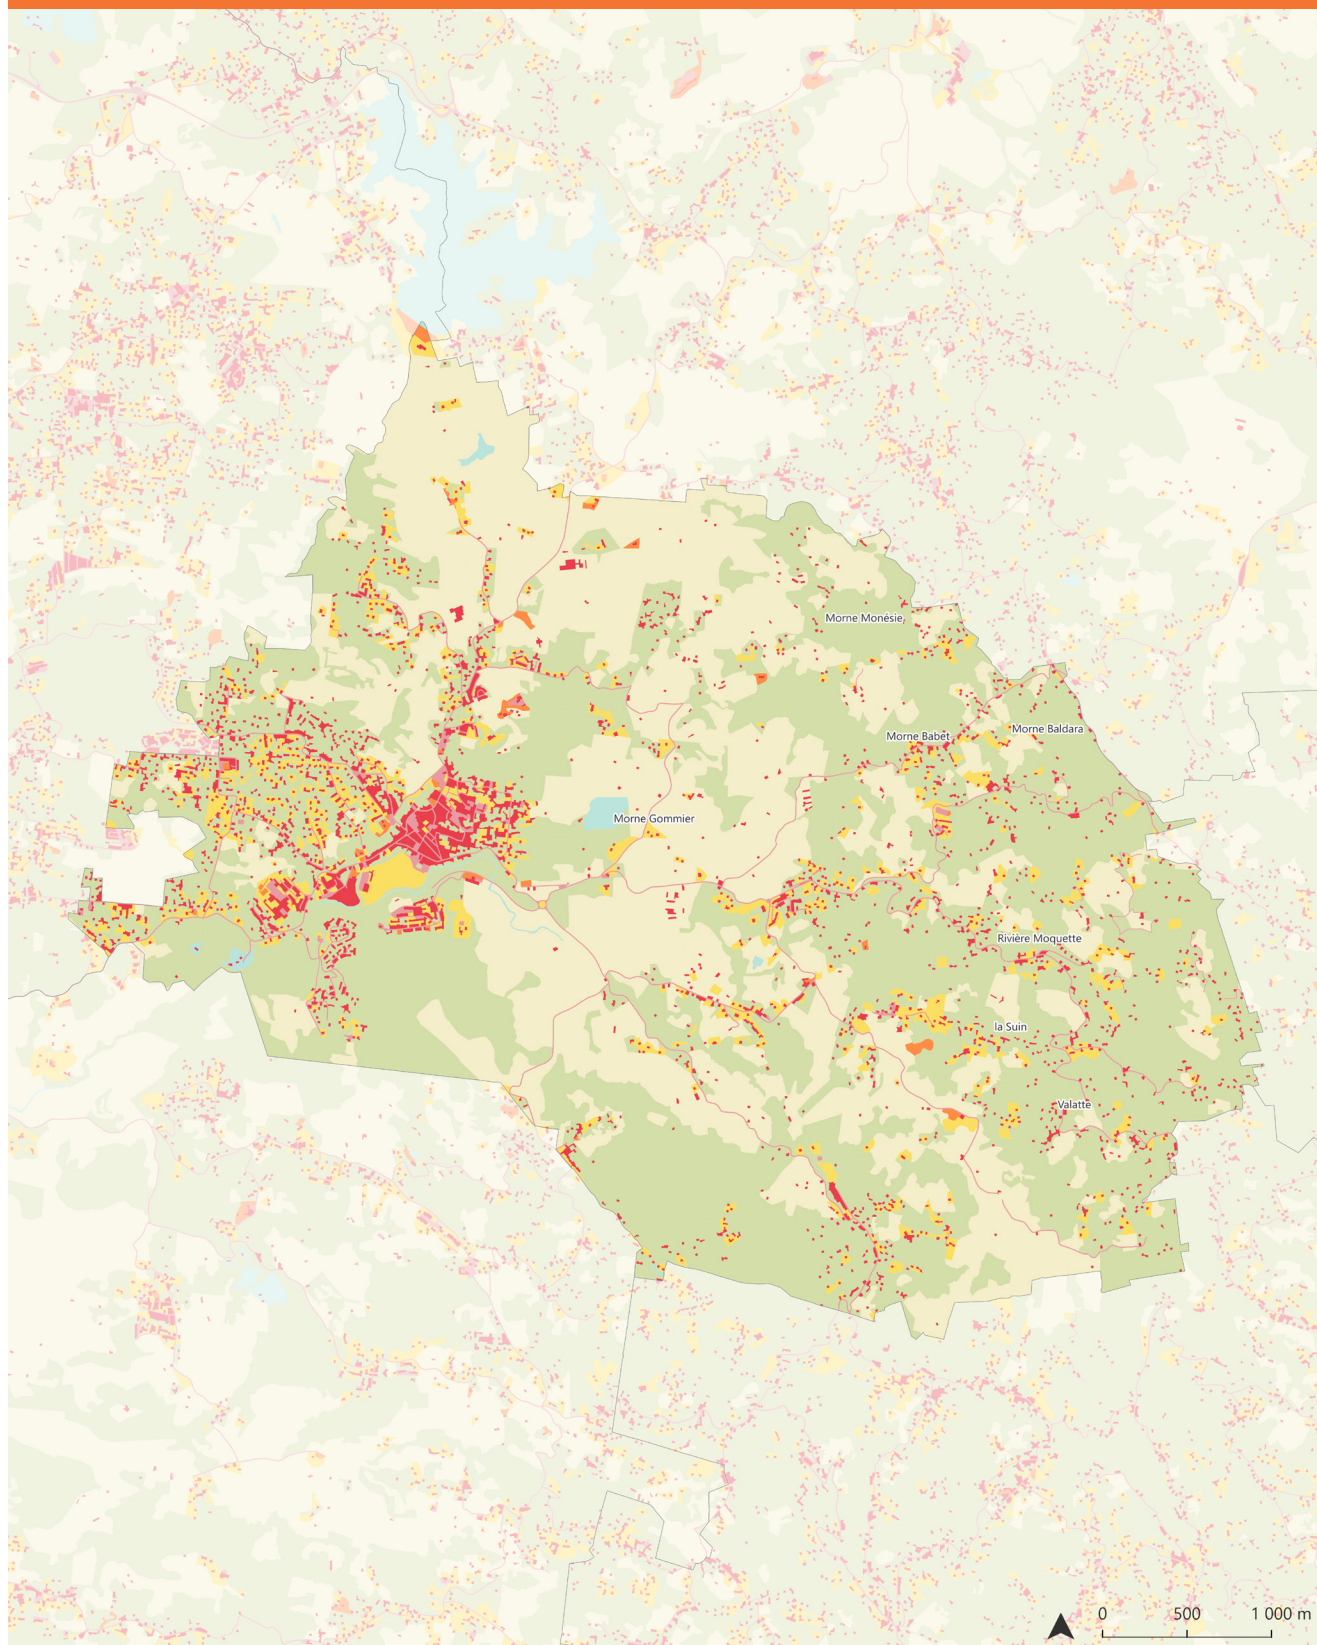 Morne Monésie
Morne Babet
Morne Baldara
Morne Gommier
Rivière Moquette
la Suin
Valatte
0 500 1 000 m